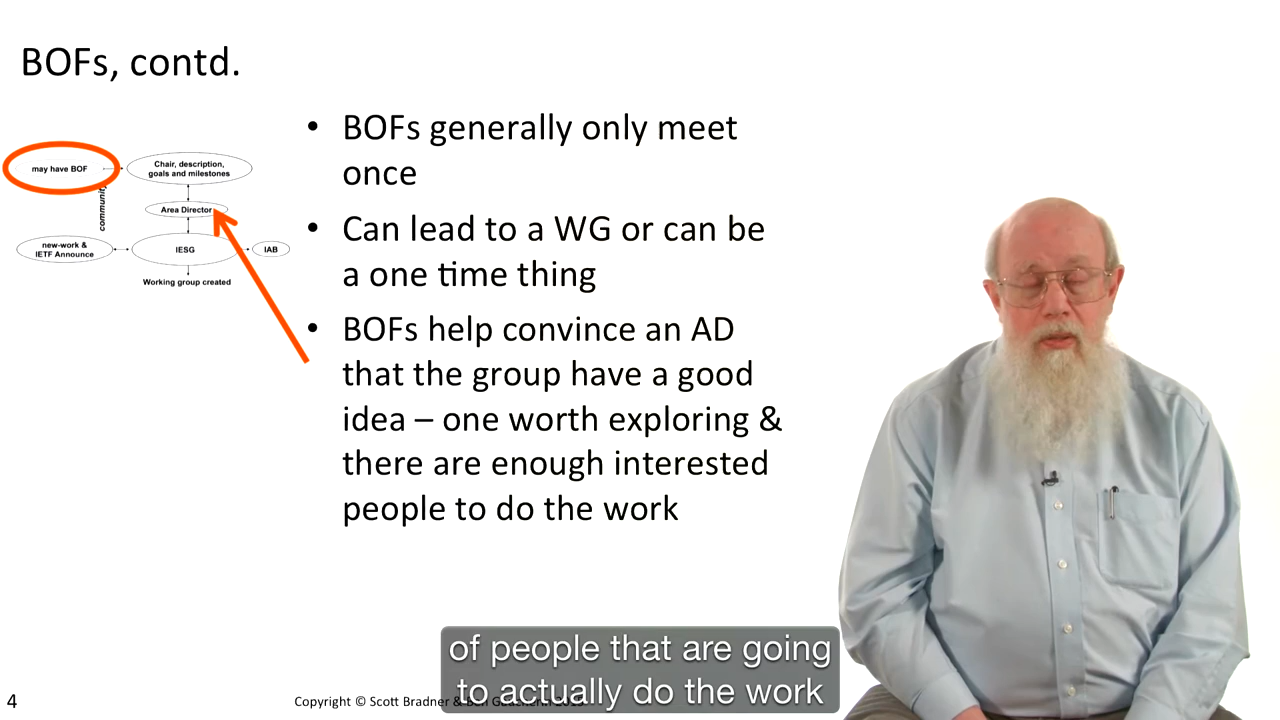 BOFs, contd.
• BOFs generally only meet
once
• Can lead to a WG or can be
a one time thing
• BOFs help convince an AD
that the group have a good
idea – one worth exploring &
there are enough interested
people to do the work
may have BOF
Chair, description,
goals and milestones
community
Area Director
new-work &
IETF Announce
IESG
IAB
Working group created
of people that are going
to actually do the work
4
Copyright © Scott Bradner &